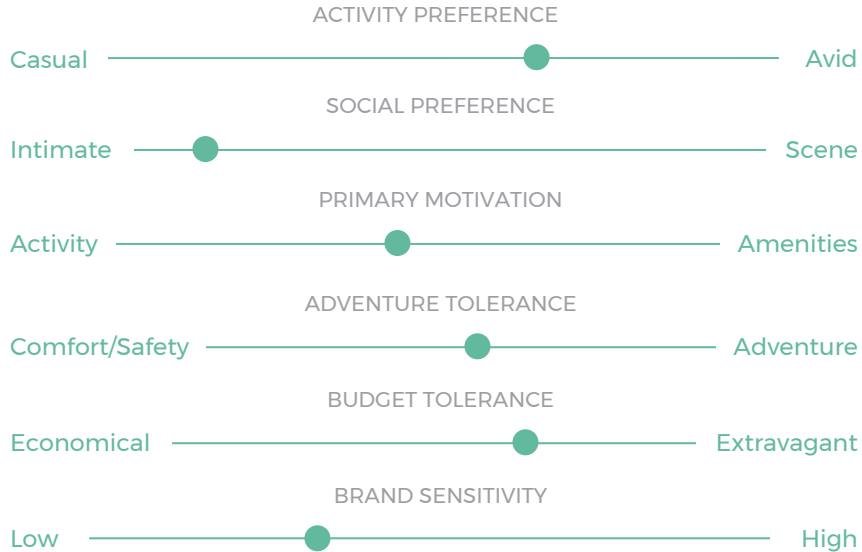 ACTIVITY PREFERENCE
Casual Avid
SOCIAL PREFERENCE
Intimate Scene
PRIMARY MOTIVATION
Activity Amenities
ADVENTURE TOLERANCE
Comfort/Safety Adventure
BUDGET TOLERANCE
Economical Extravagant
BRAND SENSITIVITY
Low High